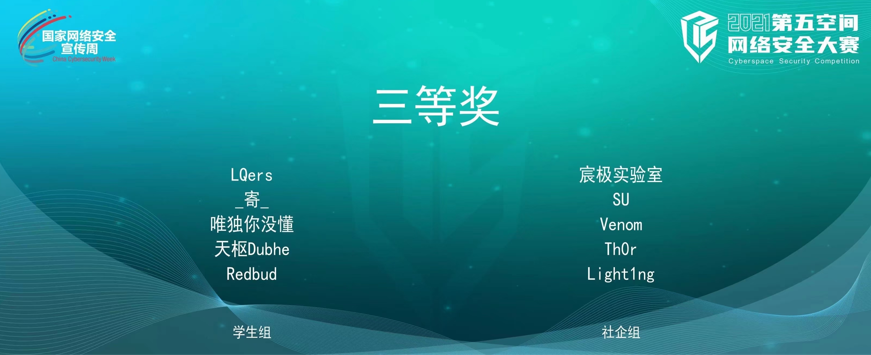 国家网络安全
宣传周
China Cybersecurity Week
2021第五空间
网络安全大赛
Cyberspace Security Competition
三等奖
LQers
_寄_
唯独你没懂
天枢Dubhe
Redbud
学生组
宸极实验室
SU
Venom
Th0r
Light1ng
社企组